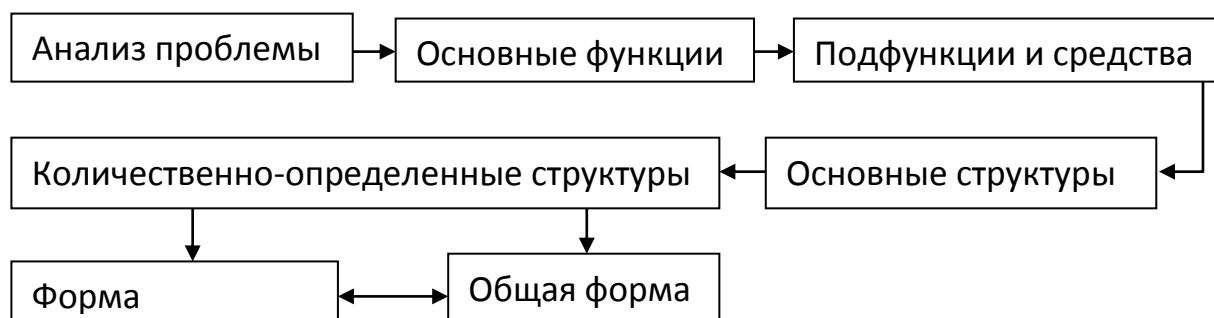 Анализ проблемы
Основные функции
Подфункции и средства
Количественно-определенные структуры
Основные структуры
Форма
Общая форма